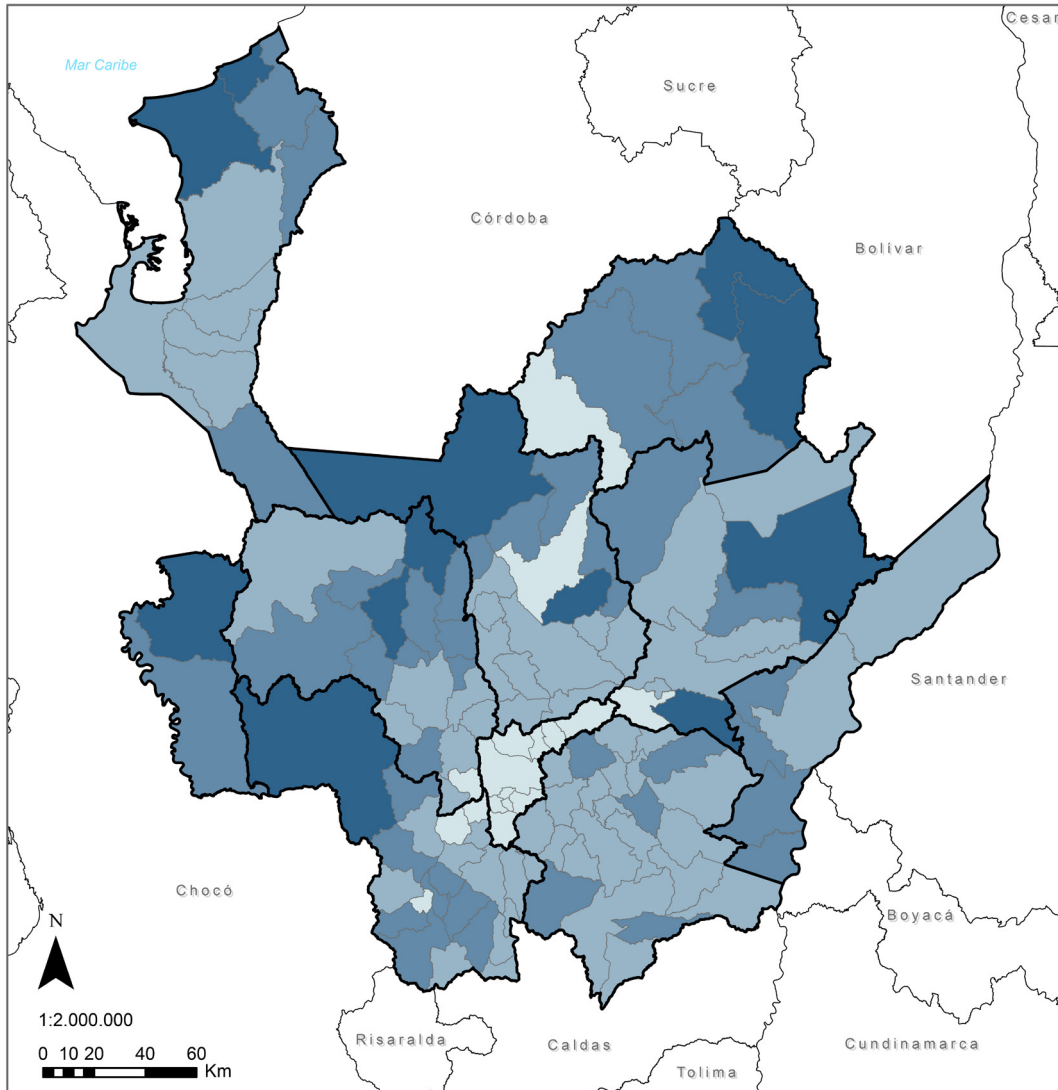 Cesar
Mar Caribe
Sucre
Córdoba
Bolívar
Santander
Chocó
Boyacá
N
1:2.000.000
Risaralda
Caldas
Cundinamarca
0 10 20 40 60
Km
Tolima